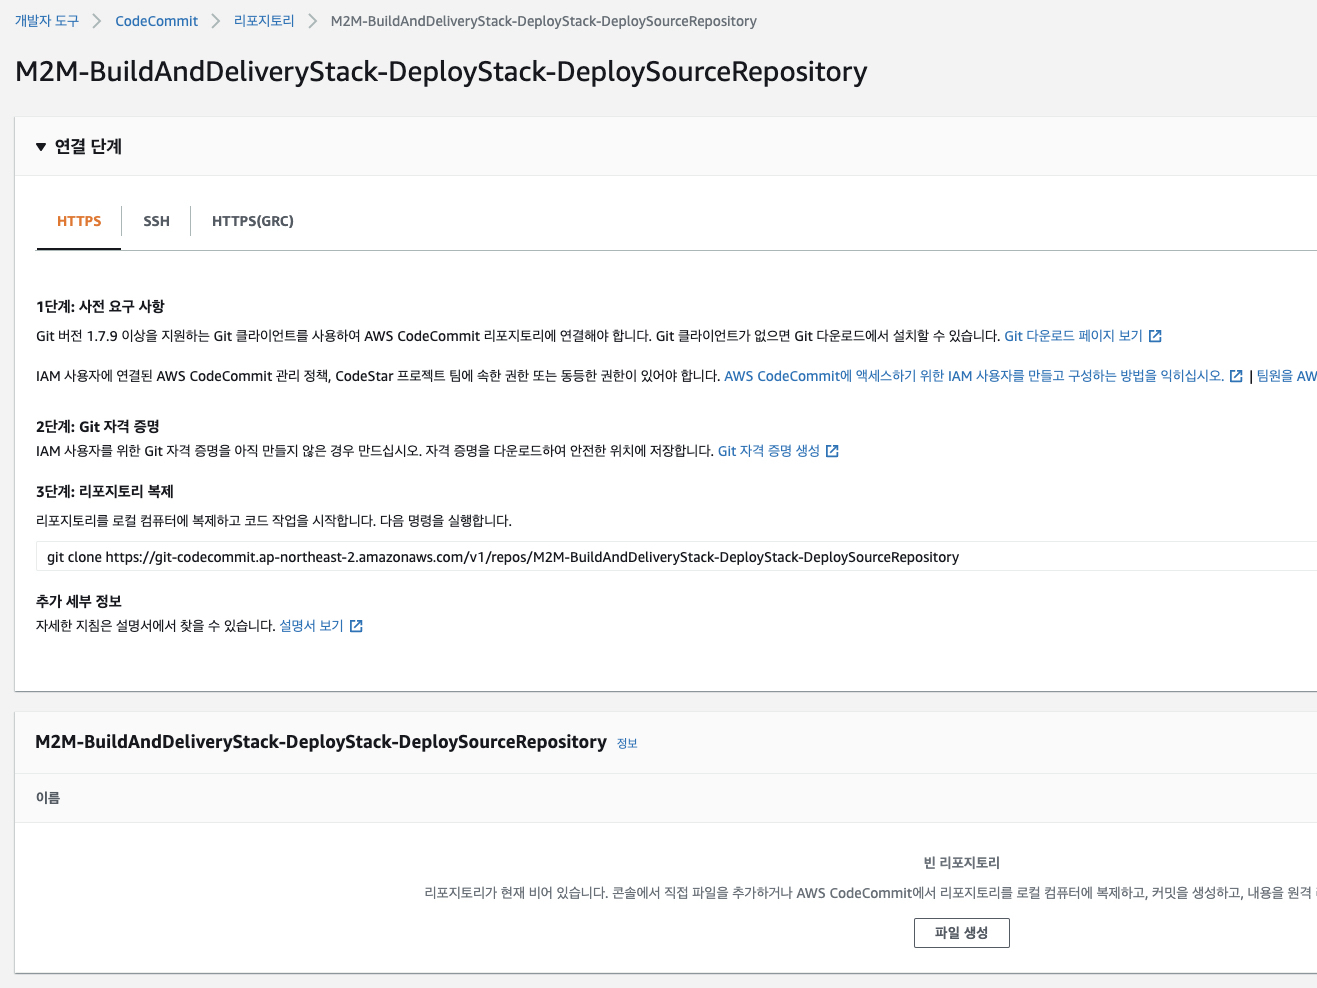 개발자 도구 > CodeCommit > 리포지토리 > M2M-BuildAndDeliveryStack-DeployStack-DeploySourceRepository
M2M-BuildAndDeliveryStack-DeployStack-DeploySourceRepository
▼ 연결 단계
HTTPS SSH HTTPS(GRC)
1단계: 사전 요구 사항
Git 버전 1.7.9 이상을 지원하는 Git 클라이언트를 사용하여 AWS CodeCommit 리포지토리에 연결해야 합니다. Git 클라이언트가 없으면 Git 다운로드에서 설치할 수 있습니다. Git 다운로드 페이지 보기
IAM 사용자에 연결된 AWS CodeCommit 관리 정책, CodeStar 프로젝트 팀에 속한 권한 또는 동등한 권한이 있어야 합니다. AWS CodeCommit에 액세스하기 위한 IAM 사용자를 만들고 구성하는 방법을 익히십시오. | 팀원을 AW
2단계: Git 자격 증명
IAM 사용자를 위한 Git 자격 증명을 아직 만들지 않은 경우 만드십시오. 자격 증명을 다운로드하여 안전한 위치에 저장합니다. Git 자격 증명 생성
3단계: 리포지토리 복제
리포지토리를 로컬 컴퓨터에 복제하고 코드 작업을 시작합니다. 다음 명령을 실행합니다.
git clone https://git-codecommit.ap-northeast-2.amazonaws.com/v1/repos/M2M-BuildAndDeliveryStack-DeployStack-DeploySourceRepository
추가 세부 정보
자세한 지침은 설명서에서 찾을 수 있습니다. 설명서 보기
M2M-BuildAndDeliveryStack-DeployStack-DeploySourceRepository 정보
이름
빈 리포지토리
리포지토리가 현재 비어 있습니다. 콘솔에서 직접 파일을 추가하거나 AWS CodeCommit에서 리포지토리를 로컬 컴퓨터에 복제하고, 커밋을 생성하고, 내용을 원격
파일 생성